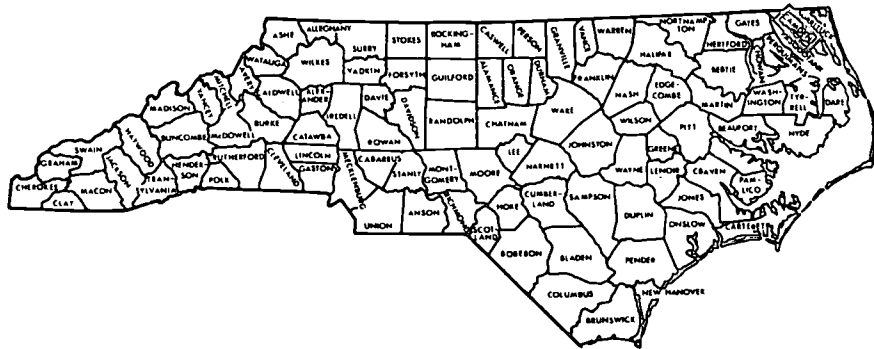 ASHE
ALLEGHANY
SURRY
STOKES
ROCKING-
HAM
CASWELL
PERSON
GRANVILLE
VANCE
WARREN
NORTHAMP
TON
GATES
HERTFORD
HALIFAX
WATAUGA
WILKES
YADKIN
FORSYTH
GUILFORD
ALAMANCE
ORANGE
DURHAM
FRANKLIN
NASH
EDGE-
COMBE
BERTIE
CHOWAN
CAMDEN
CURRITUCK
MADISON
YANCEY
MITCHELL
AVERY
CALDWELL
ALEX-
ANDER
IREDELL
DAVIE
DAVIDSON
RANDOLPH
CHATHAM
WAKE
WILSON
MARTIN
WASH-
INGTON
TYR-
RELL
DARE
BURKE
McDOWELL
BUNCOMBE
HAYWOOD
SWAIN
GRAHAM
CHEROKEE
CLAY
MACON
JACKSON
TRAN-
SYLVANIA
HENDER-
SON
POLK
RUTHERFORD
CLEVELAND
CATAWBA
LINCOLN
GASTON
ROWAN
CABARRUS
MECKLENBURG
STANLY
MONT-
GOMERY
MOORE
LEE
HARNETT
JOHNSTON
GREENE
PITT
BEAUFORT
HYDE
WAYNE
LENOIR
CRAVEN
PAM-
LICO
UNION
ANSON
RICHMOND
SCOT-
LAND
HOKE
CUMBER-
LAND
SAMPSON
DUPLIN
JONES
ONSLOW
CARTERET
ROBESON
BLADEN
PENDER
COLUMBUS
NEW HANOVER
BRUNSWICK